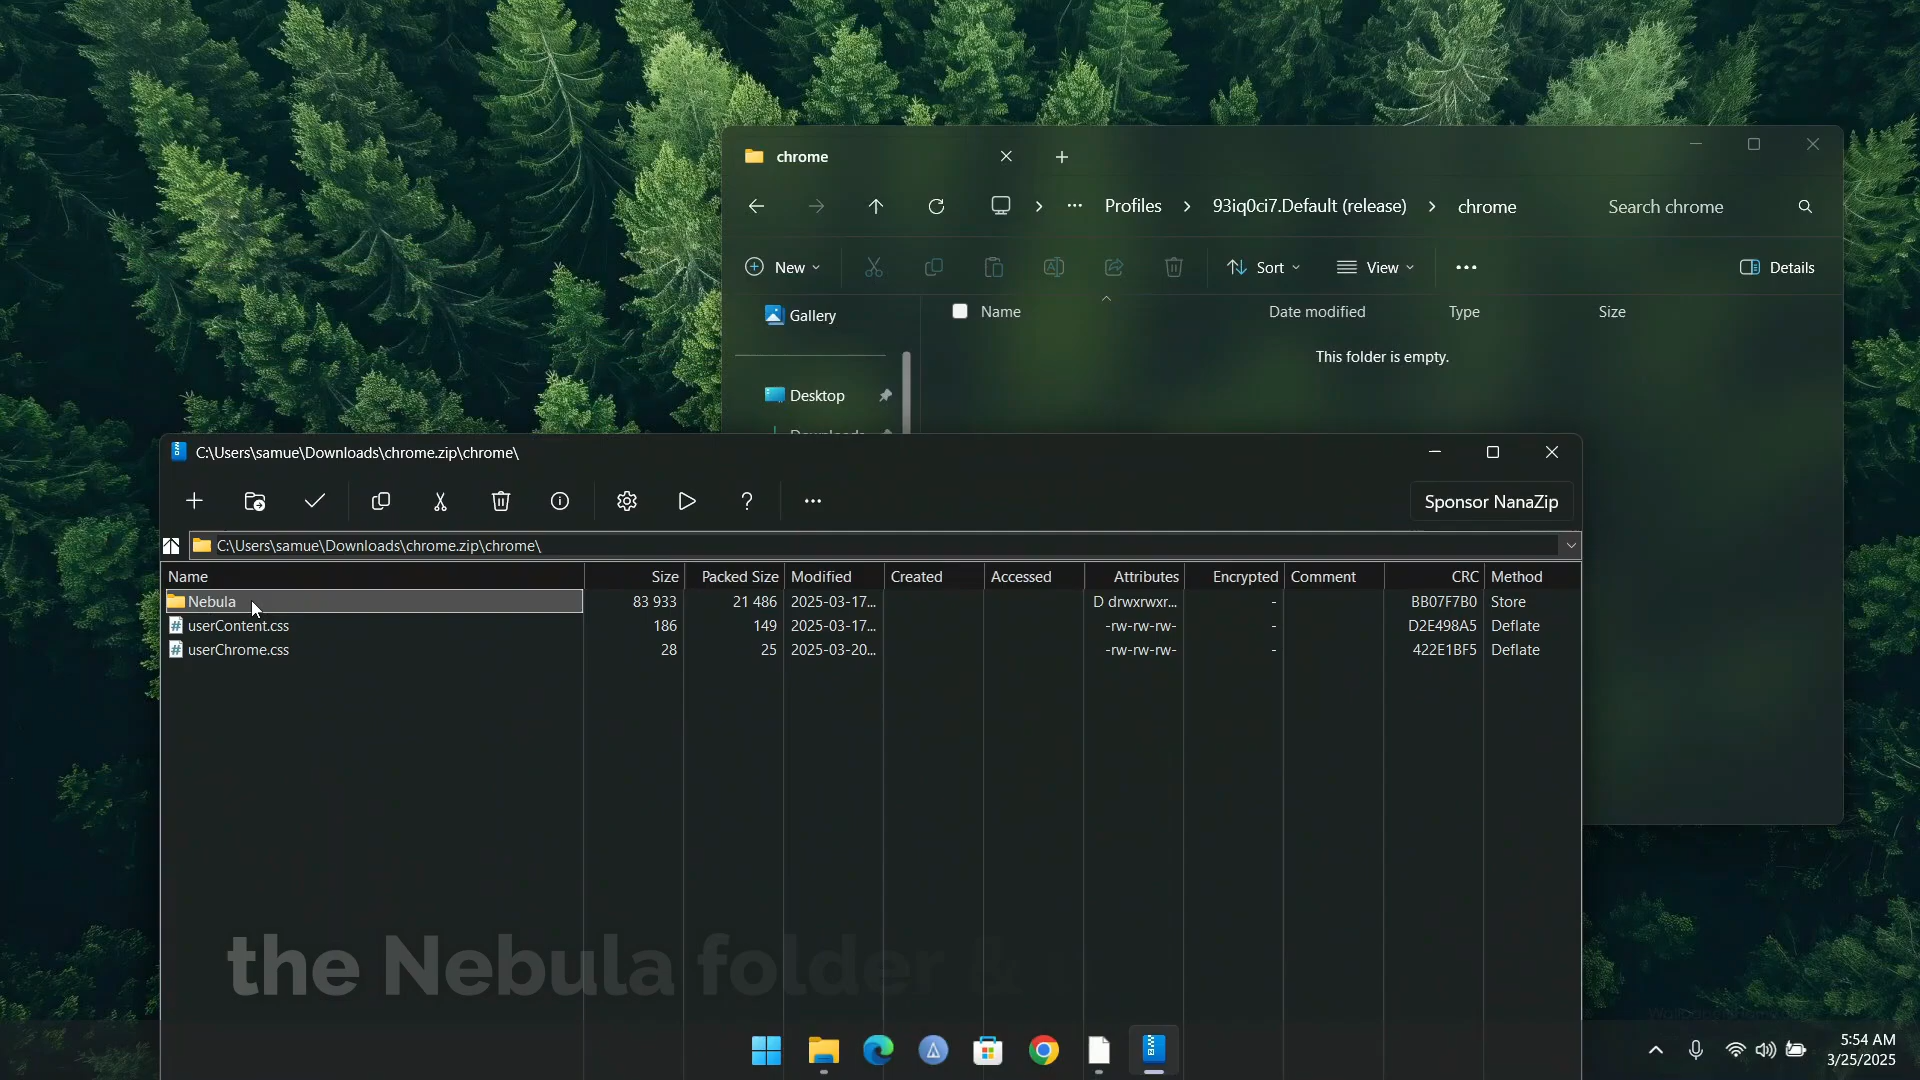 chrome
Profiles > 93iq0ci7.Default (release) > chrome
Search chrome
New
Sort
View
Details
Gallery
Name
Date modified
Type
Size
This folder is empty.
Desktop
Downloads
C:\Users\samue\Downloads\chrome.zip\chrome\
Sponsor NanaZip
C:\Users\samue\Downloads\chrome.zip\chrome\
Name Size Packed Size Modified Created Accessed Attributes Encrypted Comment CRC Method
Nebula 83 933 21 486 2025-03-17... D drwxrwxr... - BB07F7B0 Store
userContent.css 186 149 2025-03-17... -rw-rw-rw- - D2E498A5 Deflate
userChrome.css 28 25 2025-03-20... -rw-rw-rw- - 422E1BF5 Deflate
the Nebula folder &
5:54 AM
3/25/2025